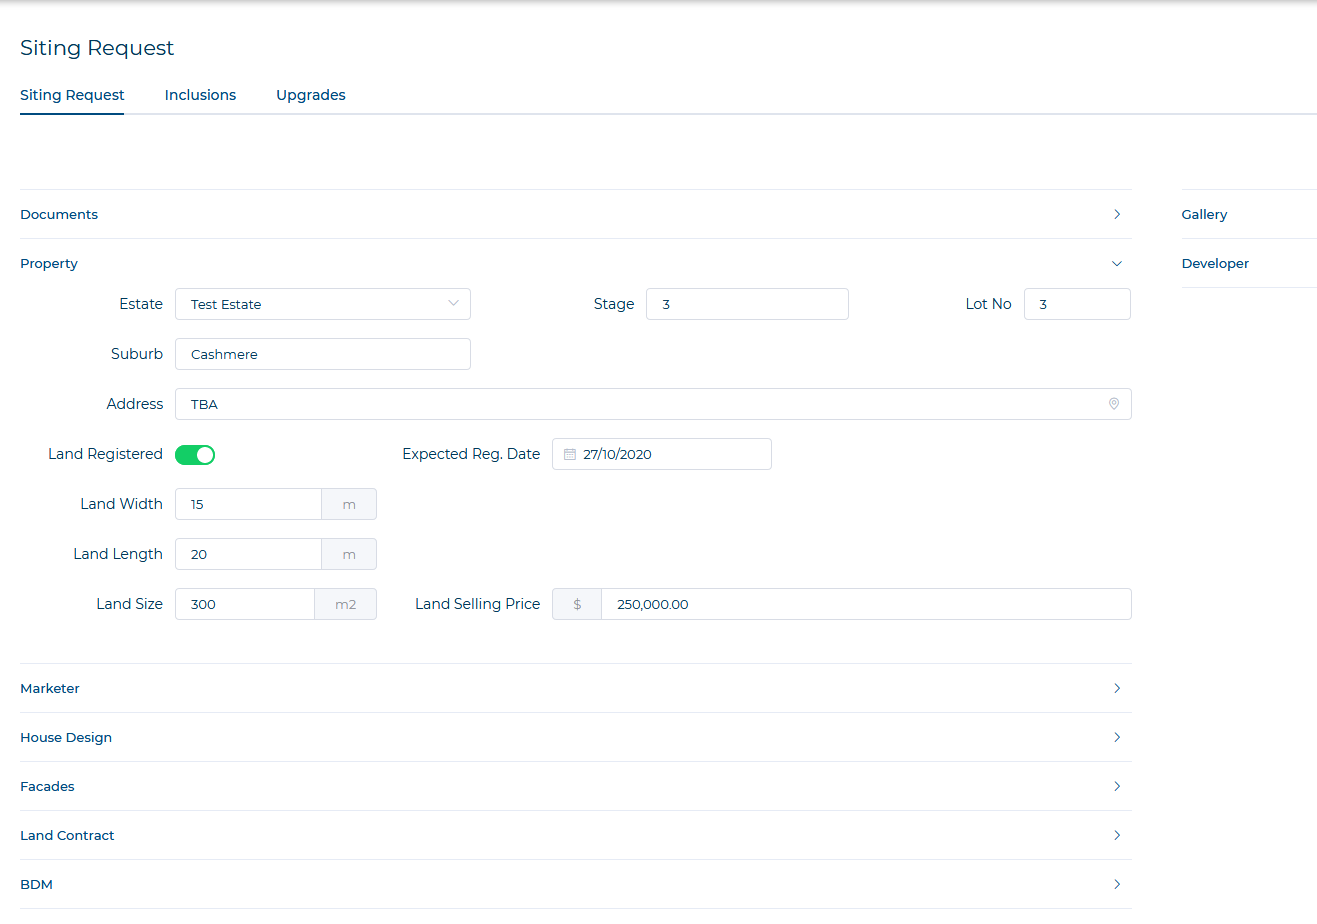 Siting Request
Siting Request Inclusions Upgrades
Documents
Gallery
Property
Developer
Estate Test Estate Stage 3 Lot No 3
Suburb Cashmere
Address TBA
Land Registered Expected Reg. Date 27/10/2020
Land Width 15 m
Land Length 20 m
Land Size 300 m2 Land Selling Price $ 250,000.00
Marketer
House Design
Facades
Land Contract
BDM